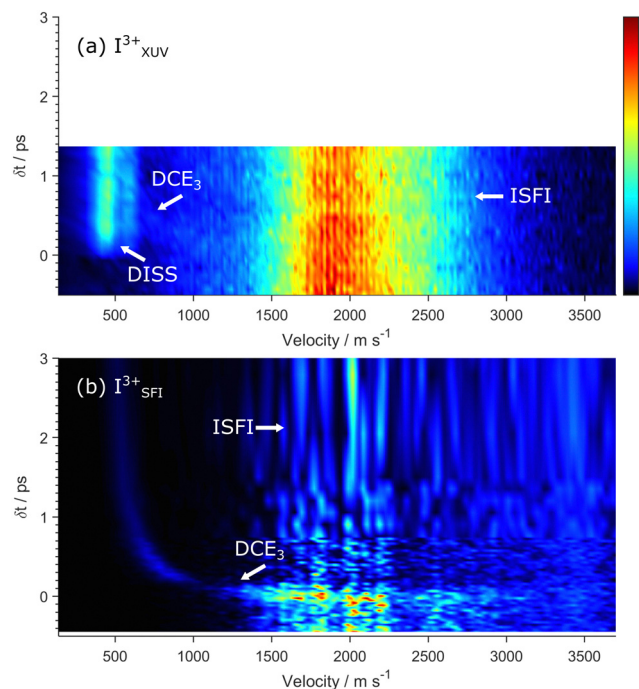 3
(a) I³⁺XUV
2
δt / ps
1
DCE₃
ISFI
0
DISS
500 1000 1500 2000 2500 3000 3500
Velocity / m s⁻¹
3
(b) I³⁺SFI
ISFI
2
δt / ps
1
DCE₃
0
500 1000 1500 2000 2500 3000 3500
Velocity / m s⁻¹